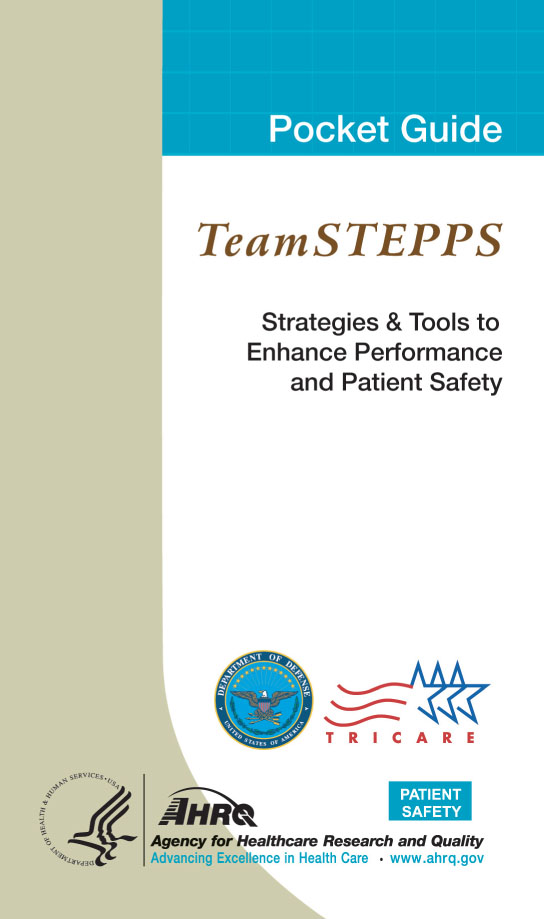 Pocket Guide
TeamSTEPPS
Strategies & Tools to
Enhance Performance
and Patient Safety
DEPARTMENT OF DEFENSE
UNITED STATES OF AMERICA
TRICARE
DEPARTMENT OF HEALTH & HUMAN SERVICES • USA
AHRQ
PATIENT
SAFETY
Agency for Healthcare Research and Quality
Advancing Excellence in Health Care • www.ahrq.gov